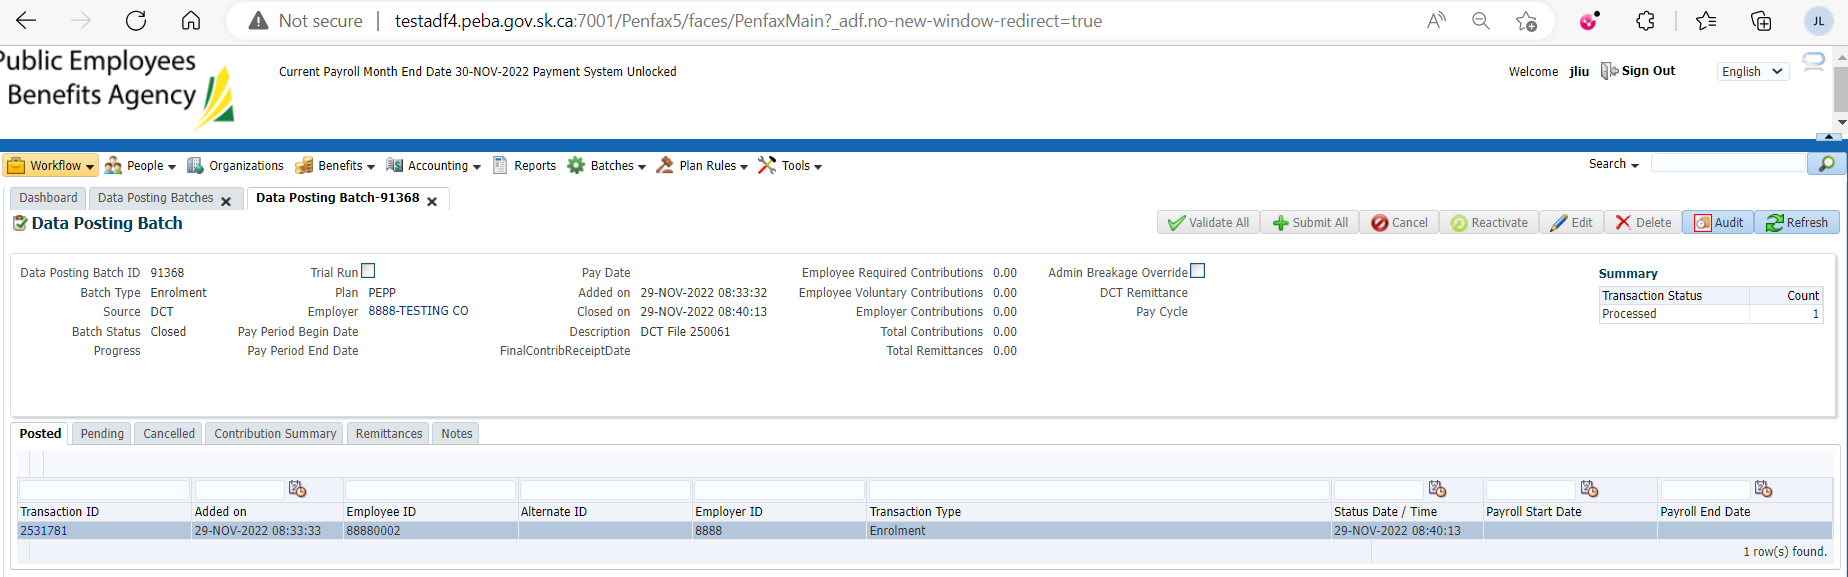 Not secure testadf4.peba.gov.sk.ca:7001/Penfax5/faces/PenfaxMain?_adf.no-new-window-redirect=true JL
Public Employees
Benefits Agency
Current Payroll Month End Date 30-NOV-2022 Payment System Unlocked
Welcome jliu Sign Out English
Workflow People Organizations Benefits Accounting Reports Batches Plan Rules Tools Search
Dashboard Data Posting Batches Data Posting Batch-91368
Data Posting Batch Validate All Submit All Cancel Reactivate Edit Delete Audit Refresh
Data Posting Batch ID 91368 Trial Run Pay Date Employee Required Contributions 0.00 Admin Breakage Override Summary
Batch Type Enrolment Plan PEPP Added on 29-NOV-2022 08:33:32 Employee Voluntary Contributions 0.00 DCT Remittance Transaction Status Count
Source DCT Employer 8888-TESTING CO Closed on 29-NOV-2022 08:40:13 Employer Contributions 0.00 Pay Cycle Processed 1
Batch Status Closed Pay Period Begin Date Description DCT File 250061 Total Contributions 0.00
Progress Pay Period End Date FinalContribReceiptDate Total Remittances 0.00
Posted Pending Cancelled Contribution Summary Remittances Notes
Transaction ID Added on Employee ID Alternate ID Employer ID Transaction Type Status Date / Time Payroll Start Date Payroll End Date
2531781 29-NOV-2022 08:33:33 88880002 8888 Enrolment 29-NOV-2022 08:40:13
1 row(s) found.